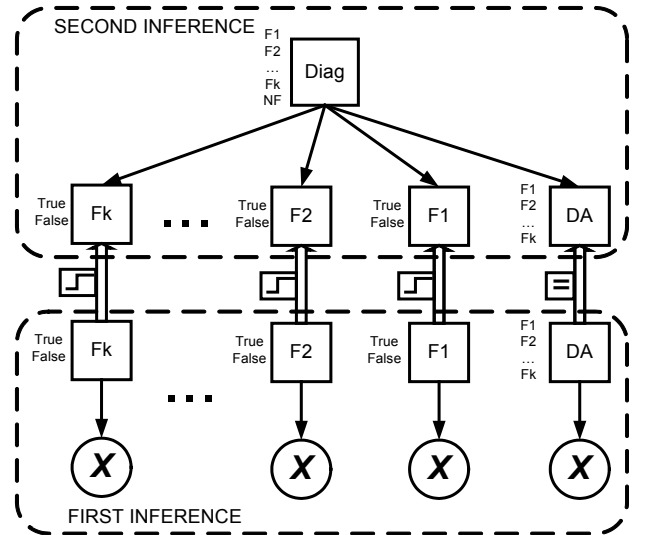 SECOND INFERENCE
F1
F2
...
Fk
NF
Diag
True
False
Fk
...
True
False
F2
True
False
F1
F1
F2
...
Fk
DA
=
True
False
Fk
...
True
False
F2
True
False
F1
F1
F2
...
Fk
DA
X
X
X
X
FIRST INFERENCE